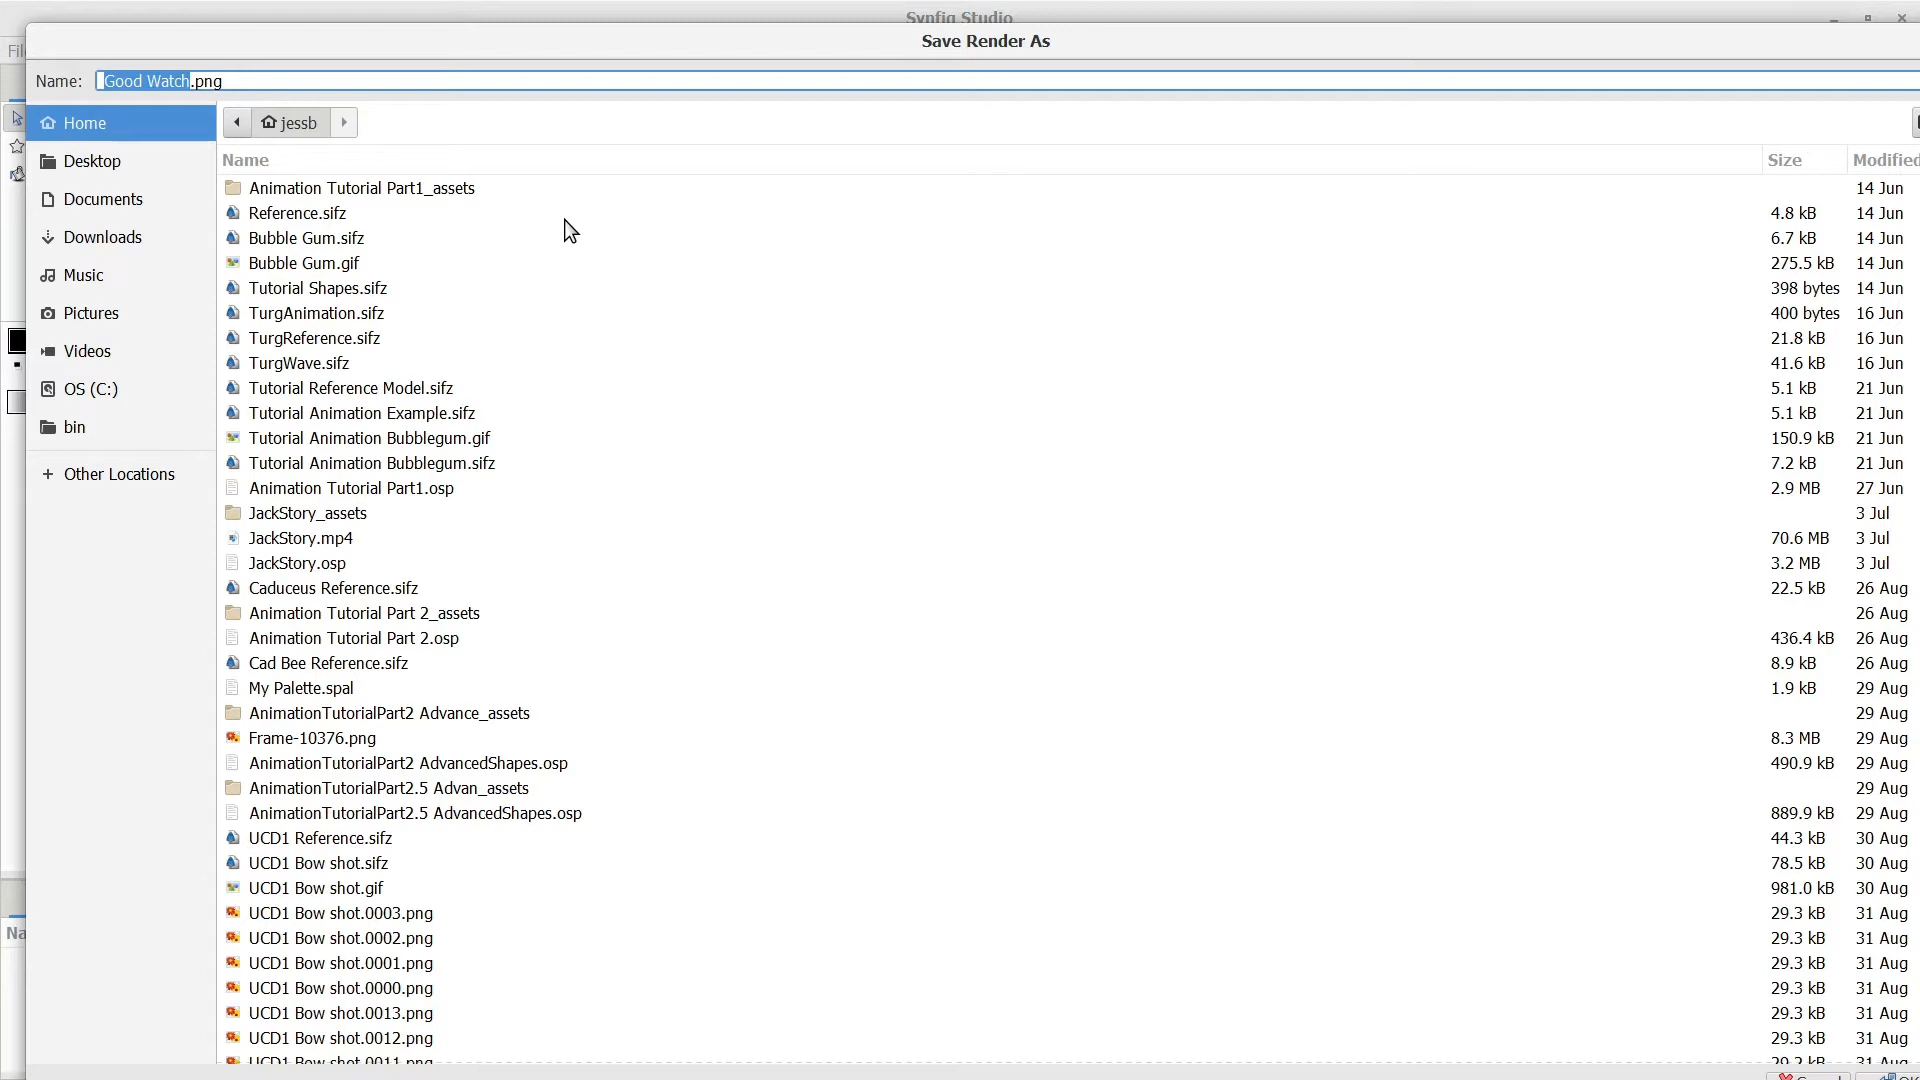 Synfig Studio
Save Render As
Fil
Name: Good Watch.png
Home
jessb
Desktop
Documents
Downloads
Music
Pictures
Videos
OS (C:)
bin
Other Locations
Name Size Modified
Animation Tutorial Part1_assets 14 Jun
Reference.sifz 4.8 kB 14 Jun
Bubble Gum.sifz 6.7 kB 14 Jun
Bubble Gum.gif 275.5 kB 14 Jun
Tutorial Shapes.sifz 398 bytes 14 Jun
TurgAnimation.sifz 400 bytes 16 Jun
TurgReference.sifz 21.8 kB 16 Jun
TurgWave.sifz 41.6 kB 16 Jun
Tutorial Reference Model.sifz 5.1 kB 21 Jun
Tutorial Animation Example.sifz 5.1 kB 21 Jun
Tutorial Animation Bubblegum.gif 150.9 kB 21 Jun
Tutorial Animation Bubblegum.sifz 7.2 kB 21 Jun
Animation Tutorial Part1.osp 2.9 MB 27 Jun
JackStory_assets 3 Jul
JackStory.mp4 70.6 MB 3 Jul
JackStory.osp 3.2 MB 3 Jul
Caduceus Reference.sifz 22.5 kB 26 Aug
Animation Tutorial Part 2_assets 26 Aug
Animation Tutorial Part 2.osp 436.4 kB 26 Aug
Cad Bee Reference.sifz 8.9 kB 26 Aug
My Palette.spal 1.9 kB 29 Aug
AnimationTutorialPart2 Advance_assets 29 Aug
Frame-10376.png 8.3 MB 29 Aug
AnimationTutorialPart2 AdvancedShapes.osp 490.9 kB 29 Aug
AnimationTutorialPart2.5 Advan_assets 29 Aug
AnimationTutorialPart2.5 AdvancedShapes.osp 889.9 kB 29 Aug
UCD1 Reference.sifz 44.3 kB 30 Aug
UCD1 Bow shot.sifz 78.5 kB 30 Aug
UCD1 Bow shot.gif 981.0 kB 30 Aug
UCD1 Bow shot.0003.png 29.3 kB 31 Aug
Na
UCD1 Bow shot.0002.png 29.3 kB 31 Aug
UCD1 Bow shot.0001.png 29.3 kB 31 Aug
UCD1 Bow shot.0000.png 29.3 kB 31 Aug
UCD1 Bow shot.0013.png 29.3 kB 31 Aug
UCD1 Bow shot.0012.png 29.3 kB 31 Aug
UCD1 Bow shot.0011.png 29.2 kB 31 Aug